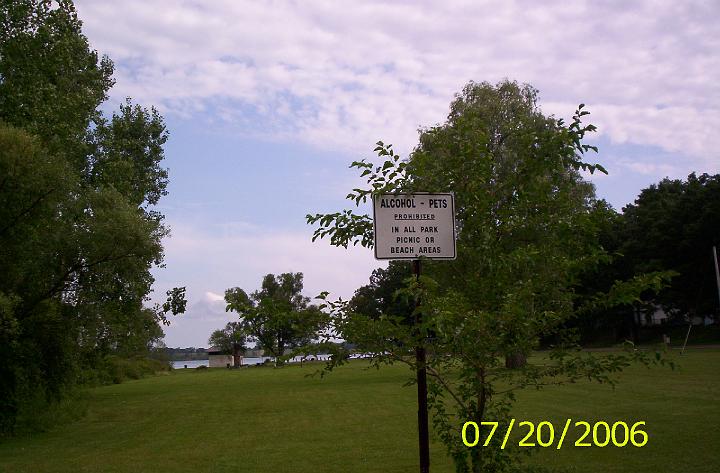 ALCOHOL - PETS
PROHIBITED
IN ALL PARK
PICNIC OR
BEACH AREAS
07/20/2006